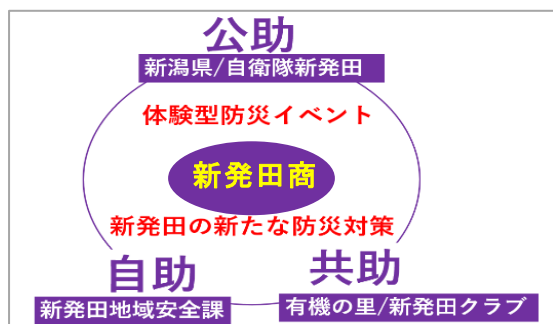 公助
新潟県/自衛隊新発田
体験型防災イベント
新発田商
新発田の新たな防災対策
自助
新発田地域安全課
共助
有機の里/新発田クラブ